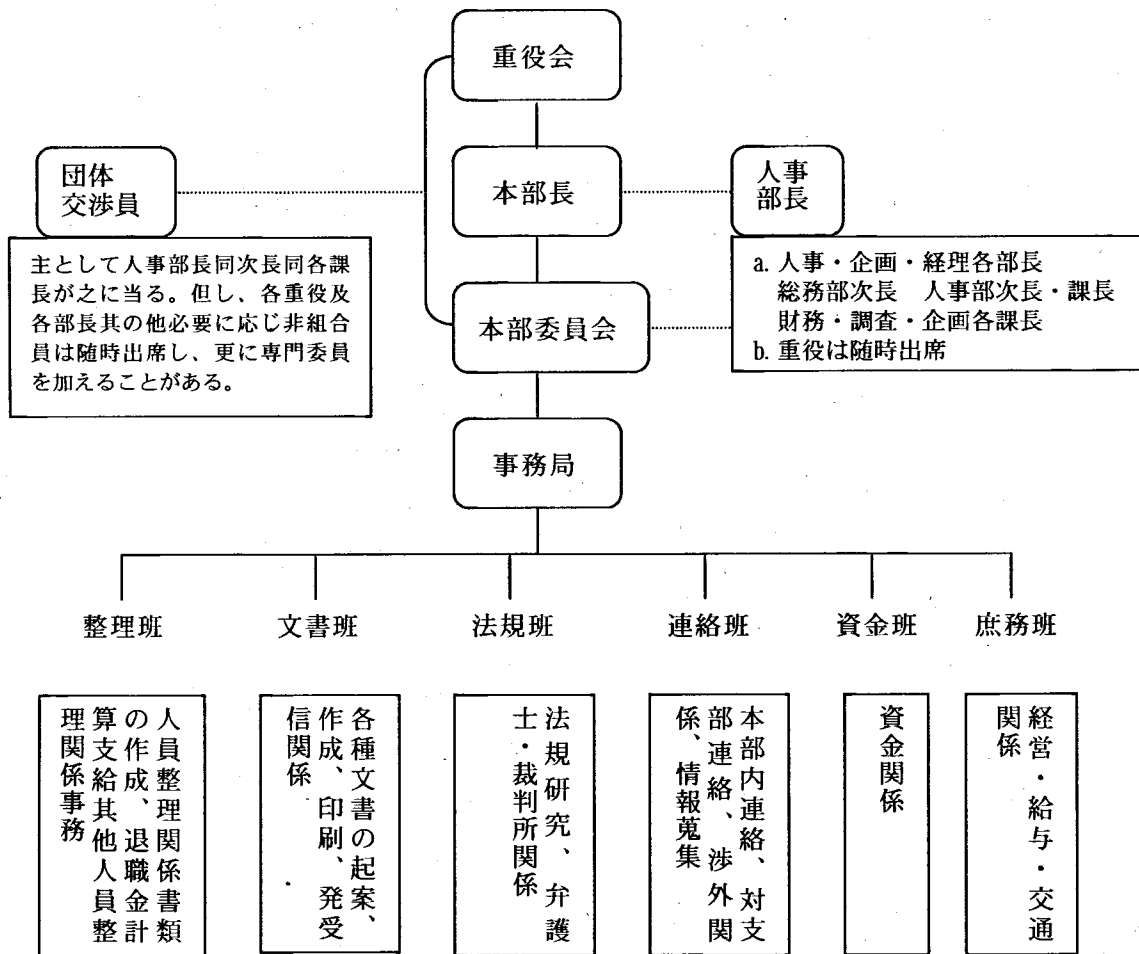 重役会
団体
交渉員
本部長
人事
部長
主として人事部長同次長同各課
長が之に当る。但し、各重役及
各部長其の他必要に応じ非組合
員は随時出席し、更に専門委員
を加えることがある。
本部委員会
a. 人事・企画・経理各部長
総務部次長 人事部次長・課長
財務・調査・企画各課長
b. 重役は随時出席
事務局
整理班
文書班
法規班
連絡班
資金班
庶務班
人員整理関係書類
の作成、退職金計
算支給其他人員整
理関係事務
各種文書の起案、
作成、印刷、発受
信関係
法規研究、弁護
士・裁判所関係
本部内連絡、対支
部連絡、渉外関
係、情報蒐集
資金関係
経営・給与・交通
関係